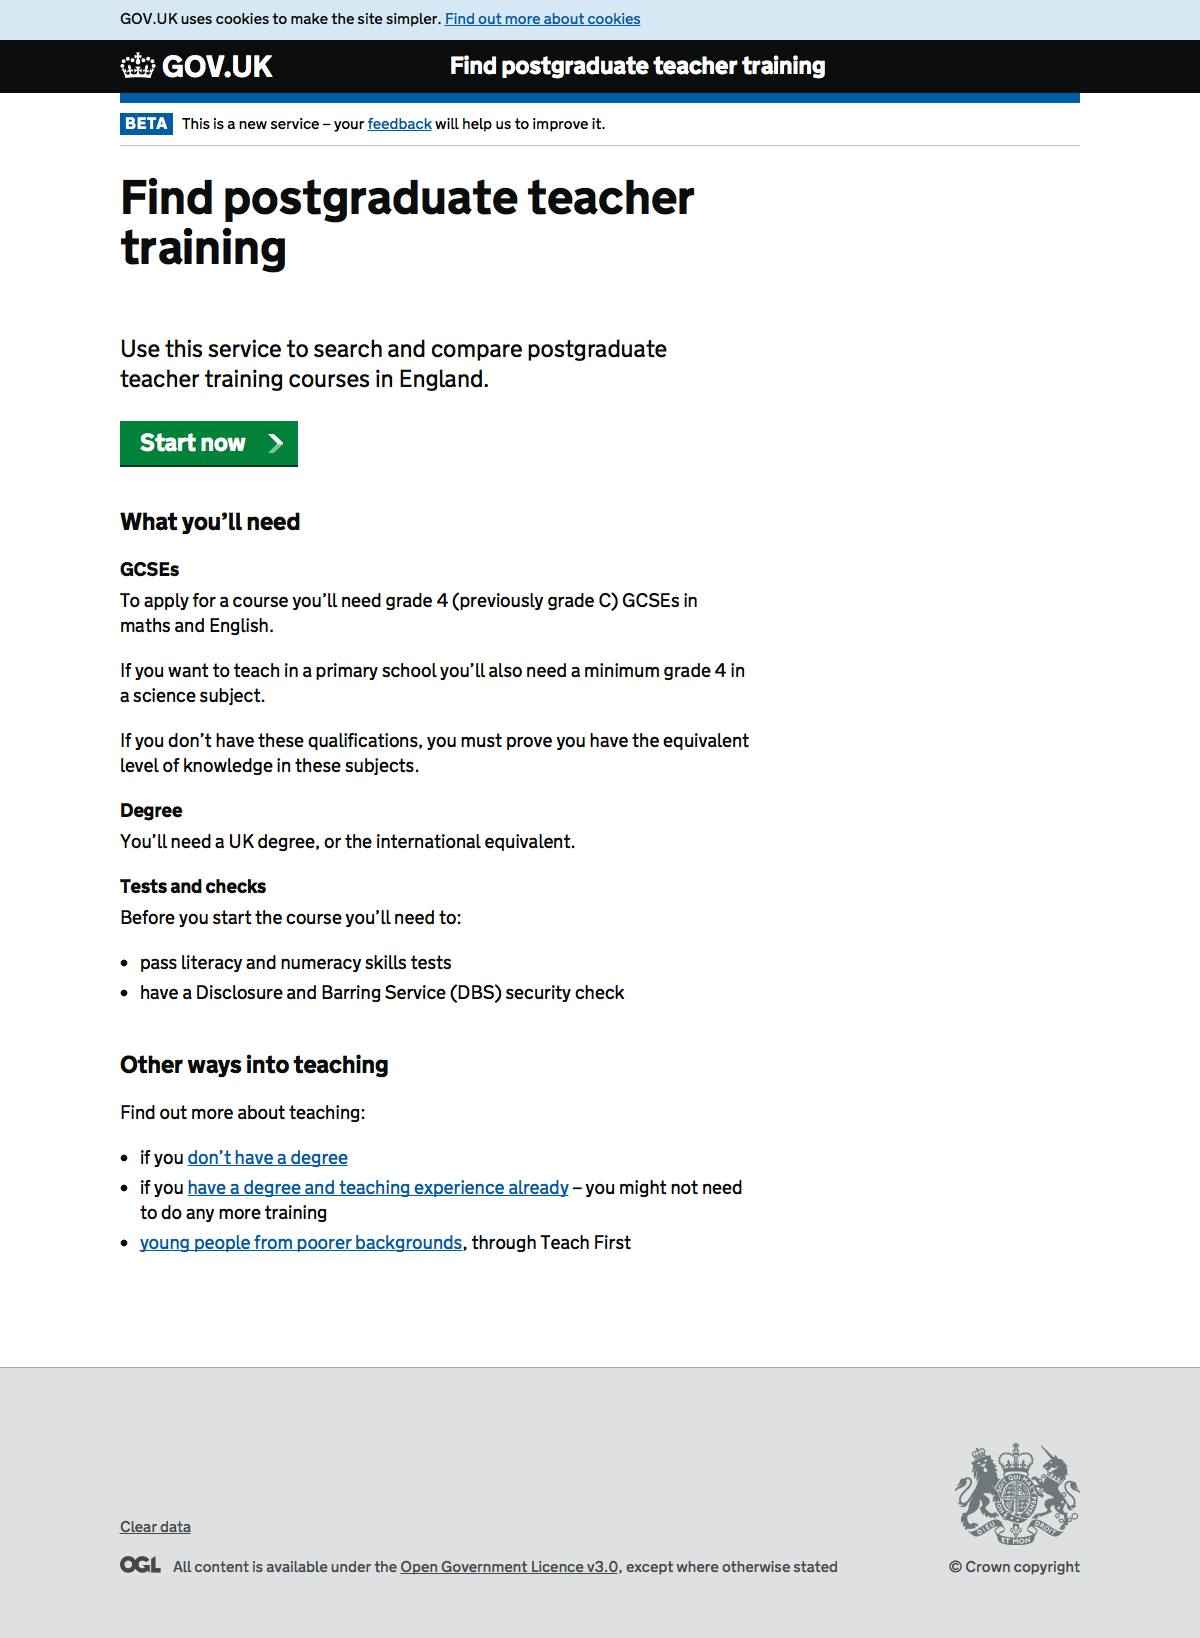 GOV.UK uses cookies to make the site simpler. Find out more about cookies
GOV.UK
Find postgraduate teacher training
BETA This is a new service – your feedback will help us to improve it.
Find postgraduate teacher
training
Use this service to search and compare postgraduate
teacher training courses in England.
Start now
What you’ll need
GCSEs
To apply for a course you’ll need grade 4 (previously grade C) GCSEs in
maths and English.
If you want to teach in a primary school you’ll also need a minimum grade 4 in
a science subject.
If you don’t have these qualifications, you must prove you have the equivalent
level of knowledge in these subjects.
Degree
You’ll need a UK degree, or the international equivalent.
Tests and checks
Before you start the course you’ll need to:
• pass literacy and numeracy skills tests
• have a Disclosure and Barring Service (DBS) security check
Other ways into teaching
Find out more about teaching:
• if you don’t have a degree
• if you have a degree and teaching experience already – you might not need
to do any more training
• young people from poorer backgrounds, through Teach First
Clear data
DIEU ET MON DROIT
OGL All content is available under the Open Government Licence v3.0, except where otherwise stated
© Crown copyright